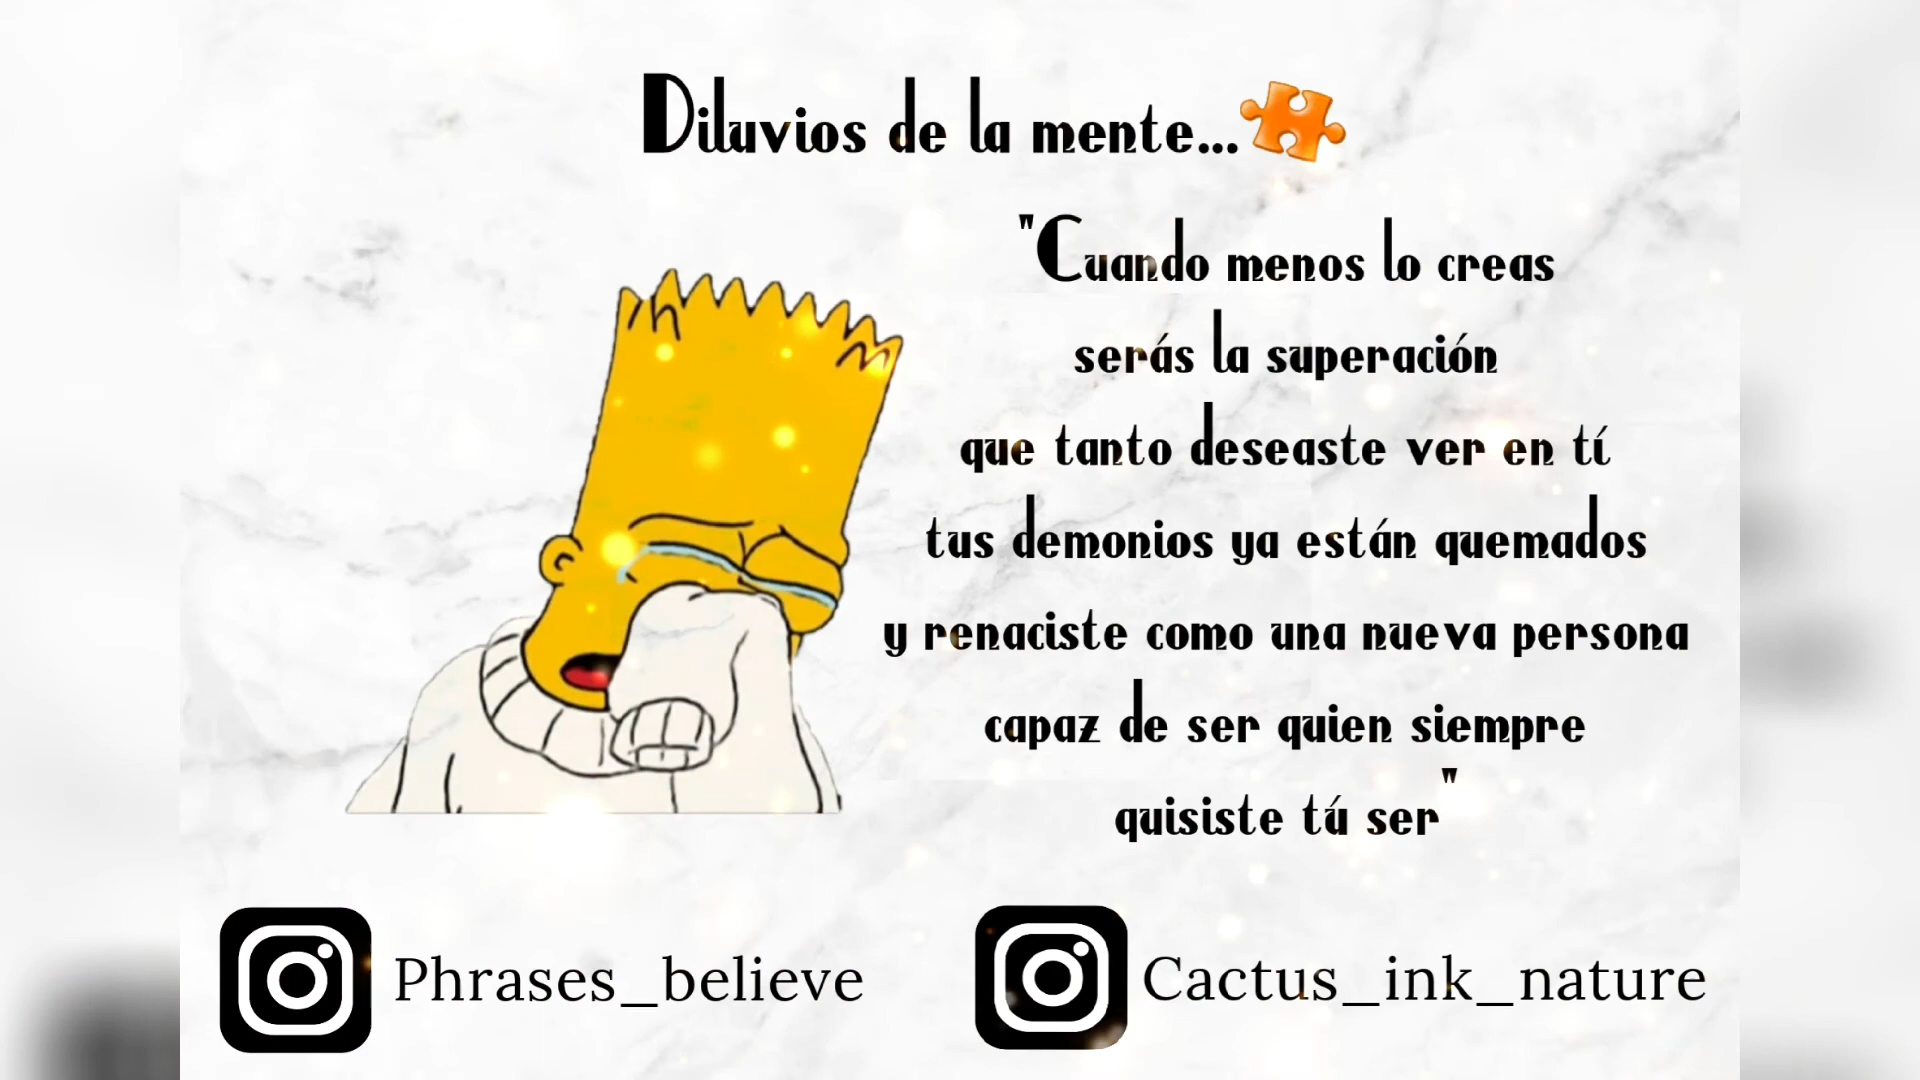 Diluvios de la mente...
"Cuando menos lo creas
serás la superación
que tanto deseaste ver en tí
tus demonios ya están quemados
y renaciste como una nueva persona
capaz de ser quien siempre
quisiste tú ser"
Phrases_believe
Cactus_ink_nature